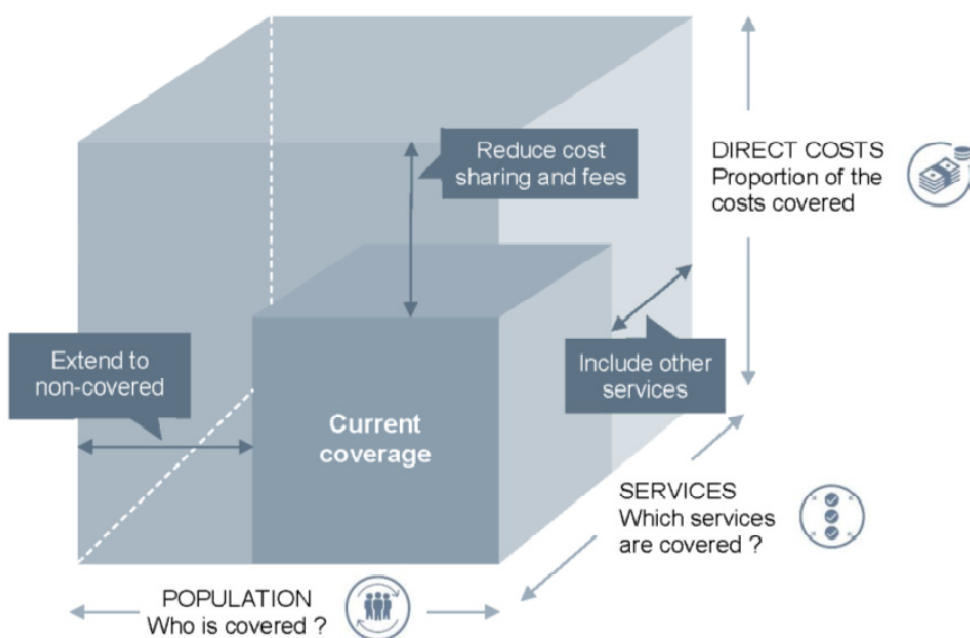 Reduce cost
sharing and fees
DIRECT COSTS
Proportion of the
costs covered
Extend to
non-covered
Include other
services
Current
coverage
SERVICES
Which services
are covered ?
POPULATION
Who is covered ?